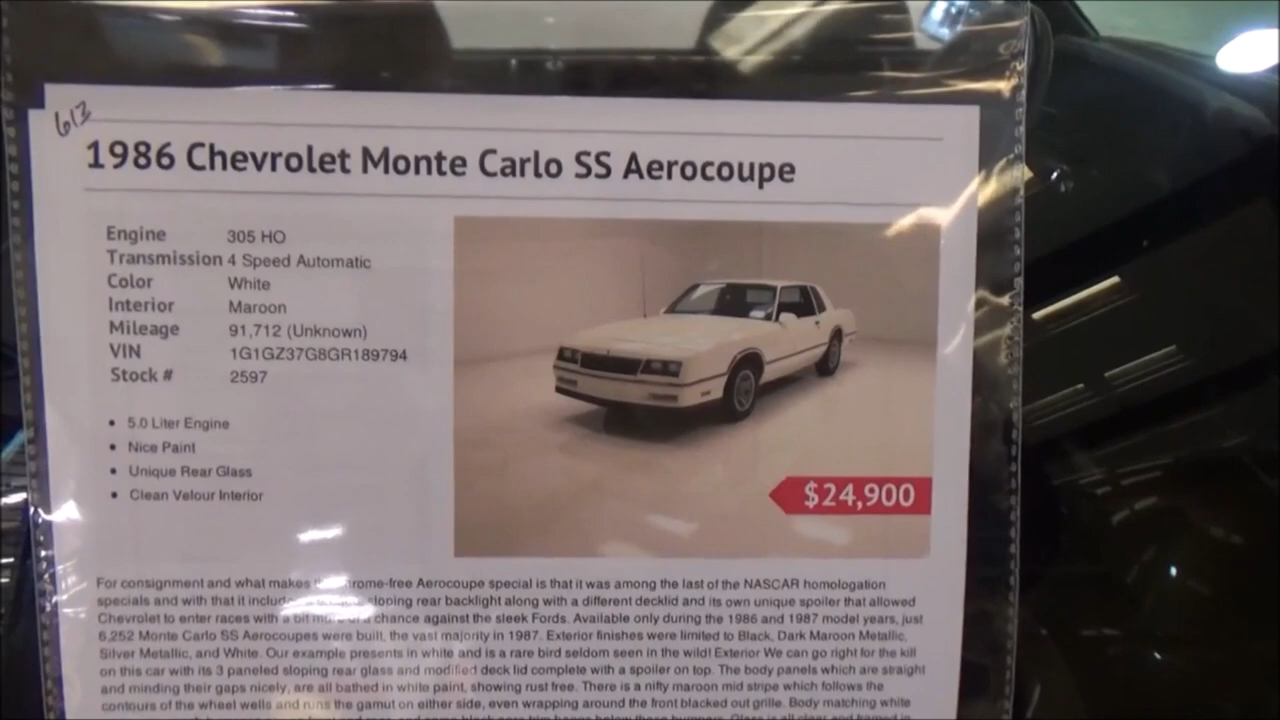 613
1986 Chevrolet Monte Carlo SS Aerocoupe
Engine 305 HO
Transmission 4 Speed Automatic
Color White
Interior Maroon
Mileage 91,712 (Unknown)
VIN 1G1GZ37G8GR189794
Stock # 2597
• 5.0 Liter Engine
• Nice Paint
• Unique Rear Glass
• Clean Velour Interior
$24,900
For consignment and what makes chrome-free Aerocoupe special is that it was among the last of the NASCAR homologation
specials and with that it sloping rear backlight along with a different decklid and its own unique spoiler that allowed
Chevrolet to enter races with a bit chance against the sleek Fords. Available only during the 1986 and 1987 model years, just
6,252 Monte Carlo SS Aerocoupes were built, the vast majority in 1987. Exterior finishes were limited to Black, Dark Maroon Metallic,
Silver Metallic, and White. Our example presents in white and is a rare bird seldom seen in the wild! Exterior We can go right for the kill
on this car with its 3 paneled sloping rear glass and modified deck lid complete with a spoiler on top. The body panels which are straight
and minding their gaps nicely, are all bathed in white paint, showing rust free. There is a nifty maroon mid stripe which follows the
contours of the wheel wells and runs the gamut on either side, even wrapping around the front blacked out grille. Body matching white